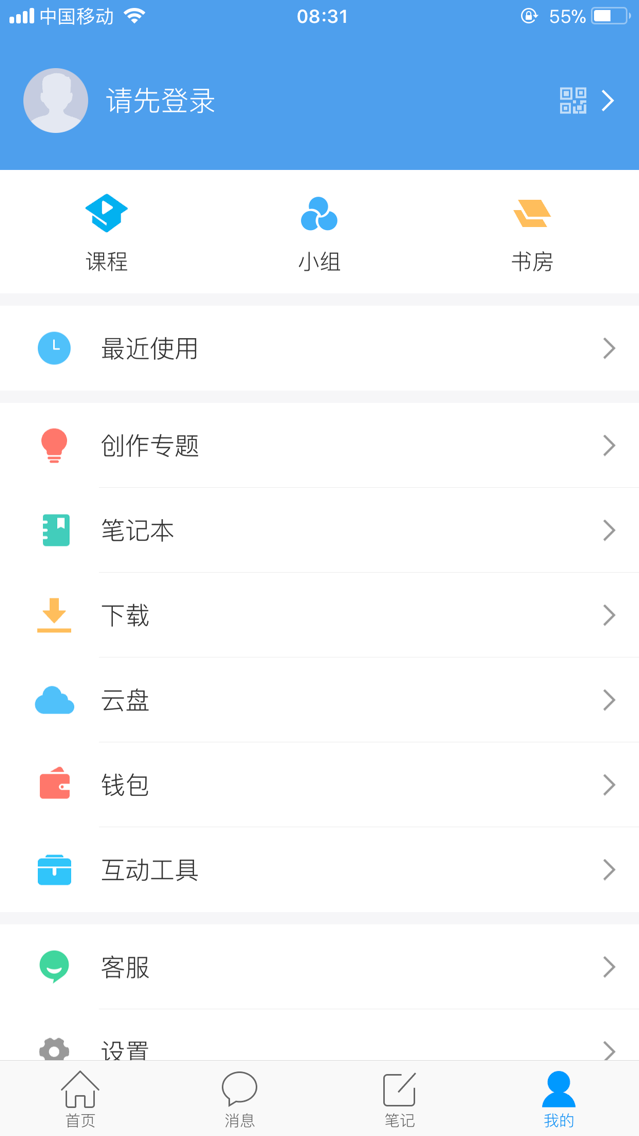 中国移动 08:31 55%
请先登录
课程 小组 书房
最近使用
创作专题
笔记本
下载
云盘
钱包
互动工具
客服
设置
首页 消息 笔记 我的